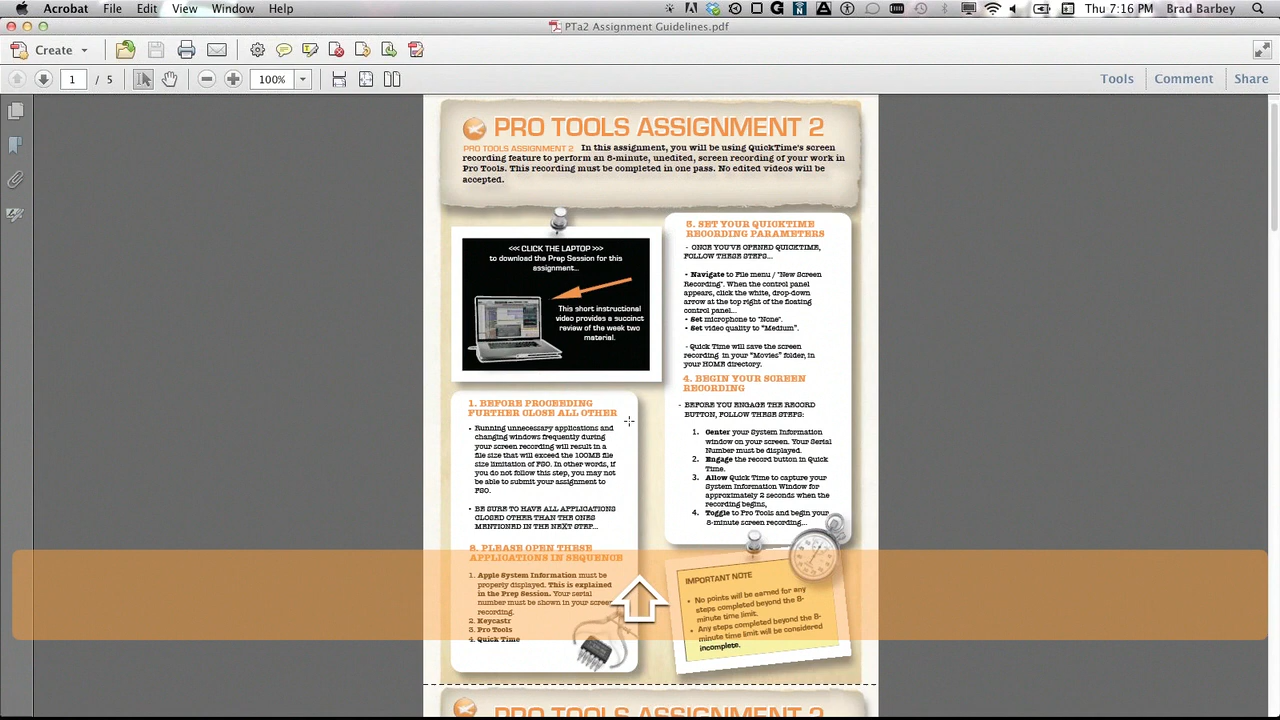 Acrobat File Edit View Window Help
Thu 7:16 PM Brad Barbey
PTa2 Assignment Guidelines.pdf
Create
1 / 5
100%
Tools Comment Share
PRO TOOLS ASSIGNMENT 2
PRO TOOLS ASSIGNMENT 2 In this assignment, you will be using QuickTime's screen
recording feature to perform an 8-minute, unedited, screen recording of your work in
Pro Tools. This recording must be completed in one pass. No edited videos will be
accepted.
<<< CLICK THE LAPTOP >>>
to download the Prep Session for this
assignment...
This short instructional
video provides a succinct
review of the week two
material.
1. BEFORE PROCEEDING
FURTHER CLOSE ALL OTHER
• Running unnecessary applications and
changing windows frequently during
your screen recording will result in a
file size that will exceed the 100MB file
size limitation of FSO. In other words, if
you do not follow this step, you may not
be able to submit your assignment to
FSO.
• BE SURE TO HAVE ALL APPLICATIONS
CLOSED OTHER THAN THE ONES
MENTIONED IN THE NEXT STEP...
2. PLEASE OPEN THESE
APPLICATIONS IN SEQUENCE
1. Apple System Information must be
properly displayed. This is explained
in the Prep Session. Your serial
number must be shown in your screen
recording.
2. Keycastr
3. Pro Tools
4. Quick Time
3. SET YOUR QUICKTIME
RECORDING PARAMETERS
- ONCE YOU'VE OPENED QUICKTIME,
FOLLOW THESE STEPS...
• Navigate to File menu / "New Screen
Recording". When the control panel
appears, click the white, drop-down
arrow at the top right of the floating
control panel...
• Set microphone to "None".
• Set video quality to "Medium".
- Quick Time will save the screen
recording in your "Movies" folder, in
your HOME directory.
4. BEGIN YOUR SCREEN
RECORDING
- BEFORE YOU ENGAGE THE RECORD
BUTTON, FOLLOW THESE STEPS:
1. Center your System Information
window on your screen. Your Serial
Number must be displayed.
2. Engage the record button in Quick
Time.
3. Allow Quick Time to capture your
System Information Window for
approximately 2 seconds when the
recording begins,
4. Toggle to Pro Tools and begin your
8-minute screen recording...
IMPORTANT NOTE
• No points will be earned for any
steps completed beyond the 8-
minute time limit.
• Any steps completed beyond the 8-
minute time limit will be considered
incomplete.
PRO TOOLS ASSIGNMENT 2